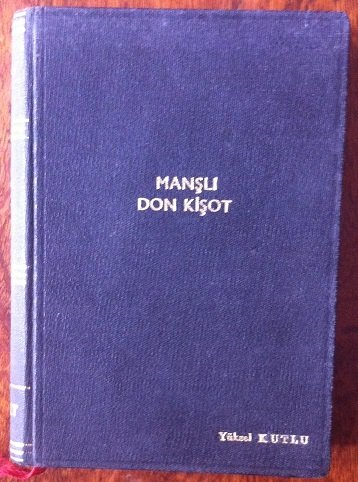 MANŞLI
DON KİŞOT
Yüksel KUTLU